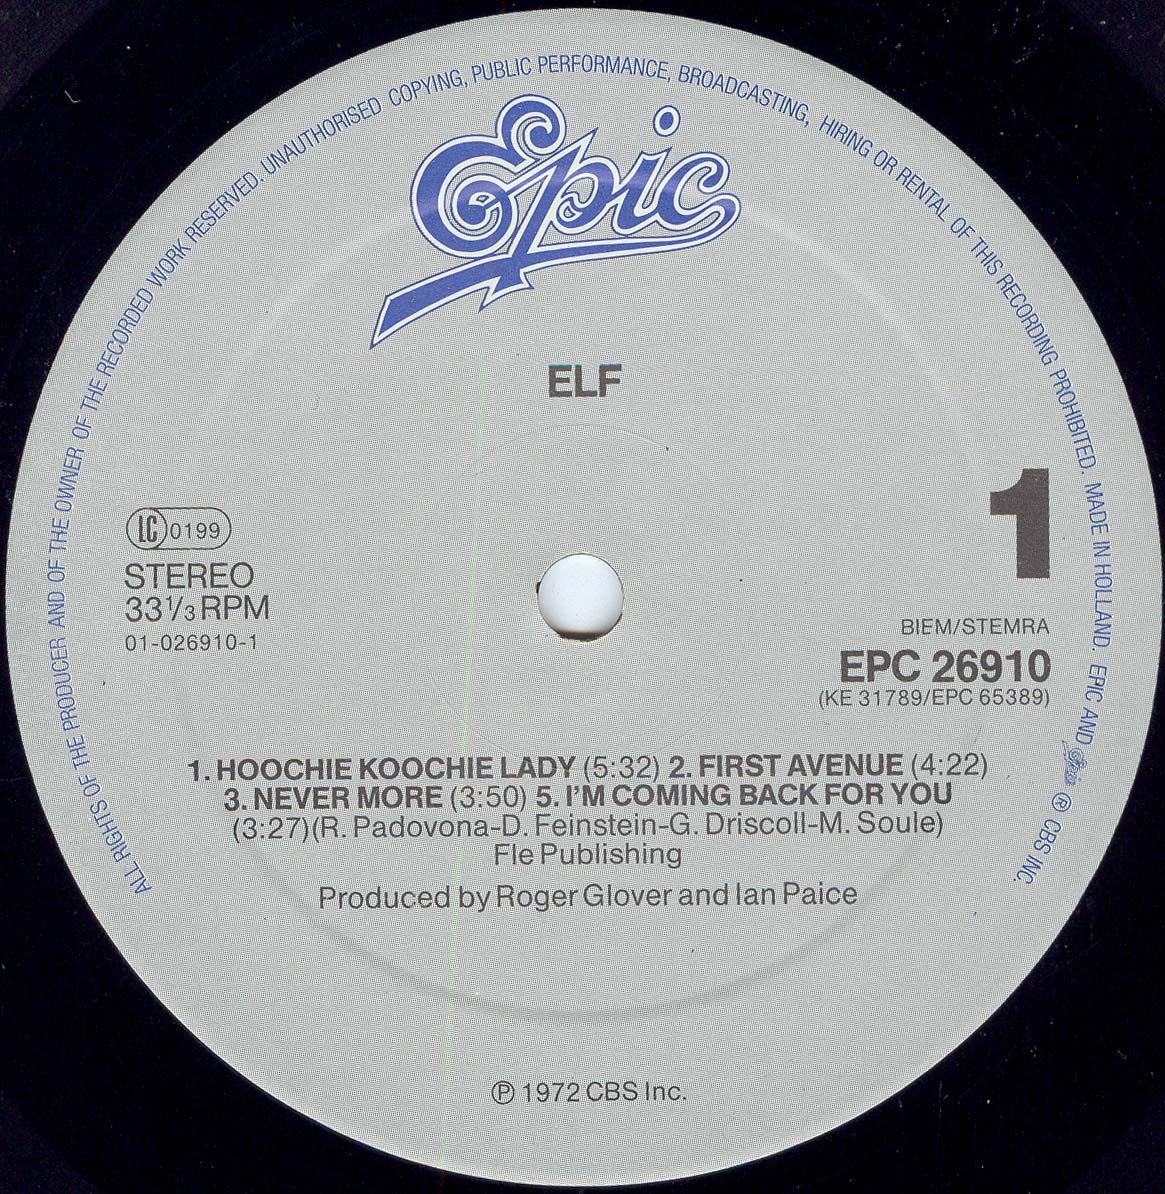 ALL RIGHTS OF THE PRODUCER AND OF THE OWNER OF THE RECORDED WORK RESERVED. UNAUTHORISED COPYING, PUBLIC PERFORMANCE, BROADCASTING, HIRING OR RENTAL OF THIS RECORDING PROHIBITED. MADE IN HOLLAND. EPIC AND Epic ® CBS INC.
Epic
ELF
1
LC 0199
STEREO
33 1/3 RPM
01-026910-1
BIEM/STEMRA
EPC 26910
(KE 31789/EPC 65389)
1. HOOCHIE KOOCHIE LADY (5:32) 2. FIRST AVENUE (4:22)
3. NEVER MORE (3:50) 5. I'M COMING BACK FOR YOU
(3:27)(R. Padovona-D. Feinstein-G. Driscoll-M. Soule)
Fle Publishing
Produced by Roger Glover and Ian Paice
℗ 1972 CBS Inc.